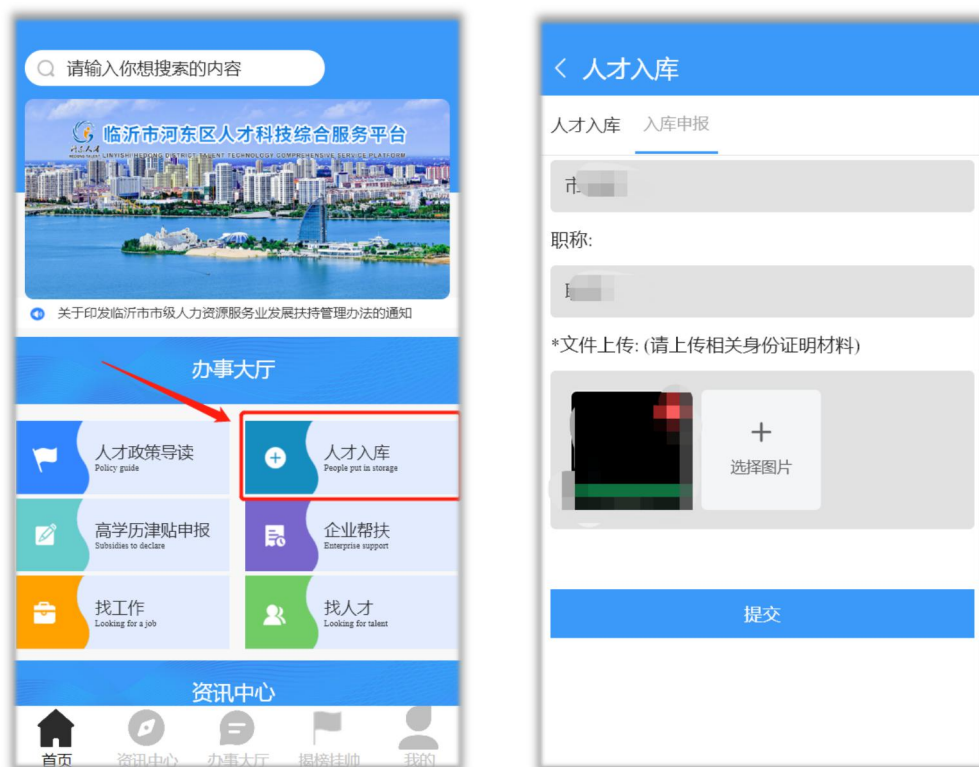 请输入你想搜索的内容
临沂市河东区人才科技综合服务平台
LINYISHI HEDONG DISTRICT TALENT TECHNOLOGY COMPREHENSIVE SERVICE PLATFORM
关于印发临沂市市级人力资源服务业发展扶持管理办法的通知
办事大厅
人才政策导读
Policy guide
人才入库
People put in storage
高学历津贴申报
Subsidies to declare
企业帮扶
Enterprise support
找工作
Looking for a job
找人才
Looking for talent
资讯中心
首页
资讯中心
办事大厅
揭榜挂帅
我的
人才入库
人才入库 入库申报
市
职称:
*文件上传: (请上传相关身份证明材料)
选择图片
提交